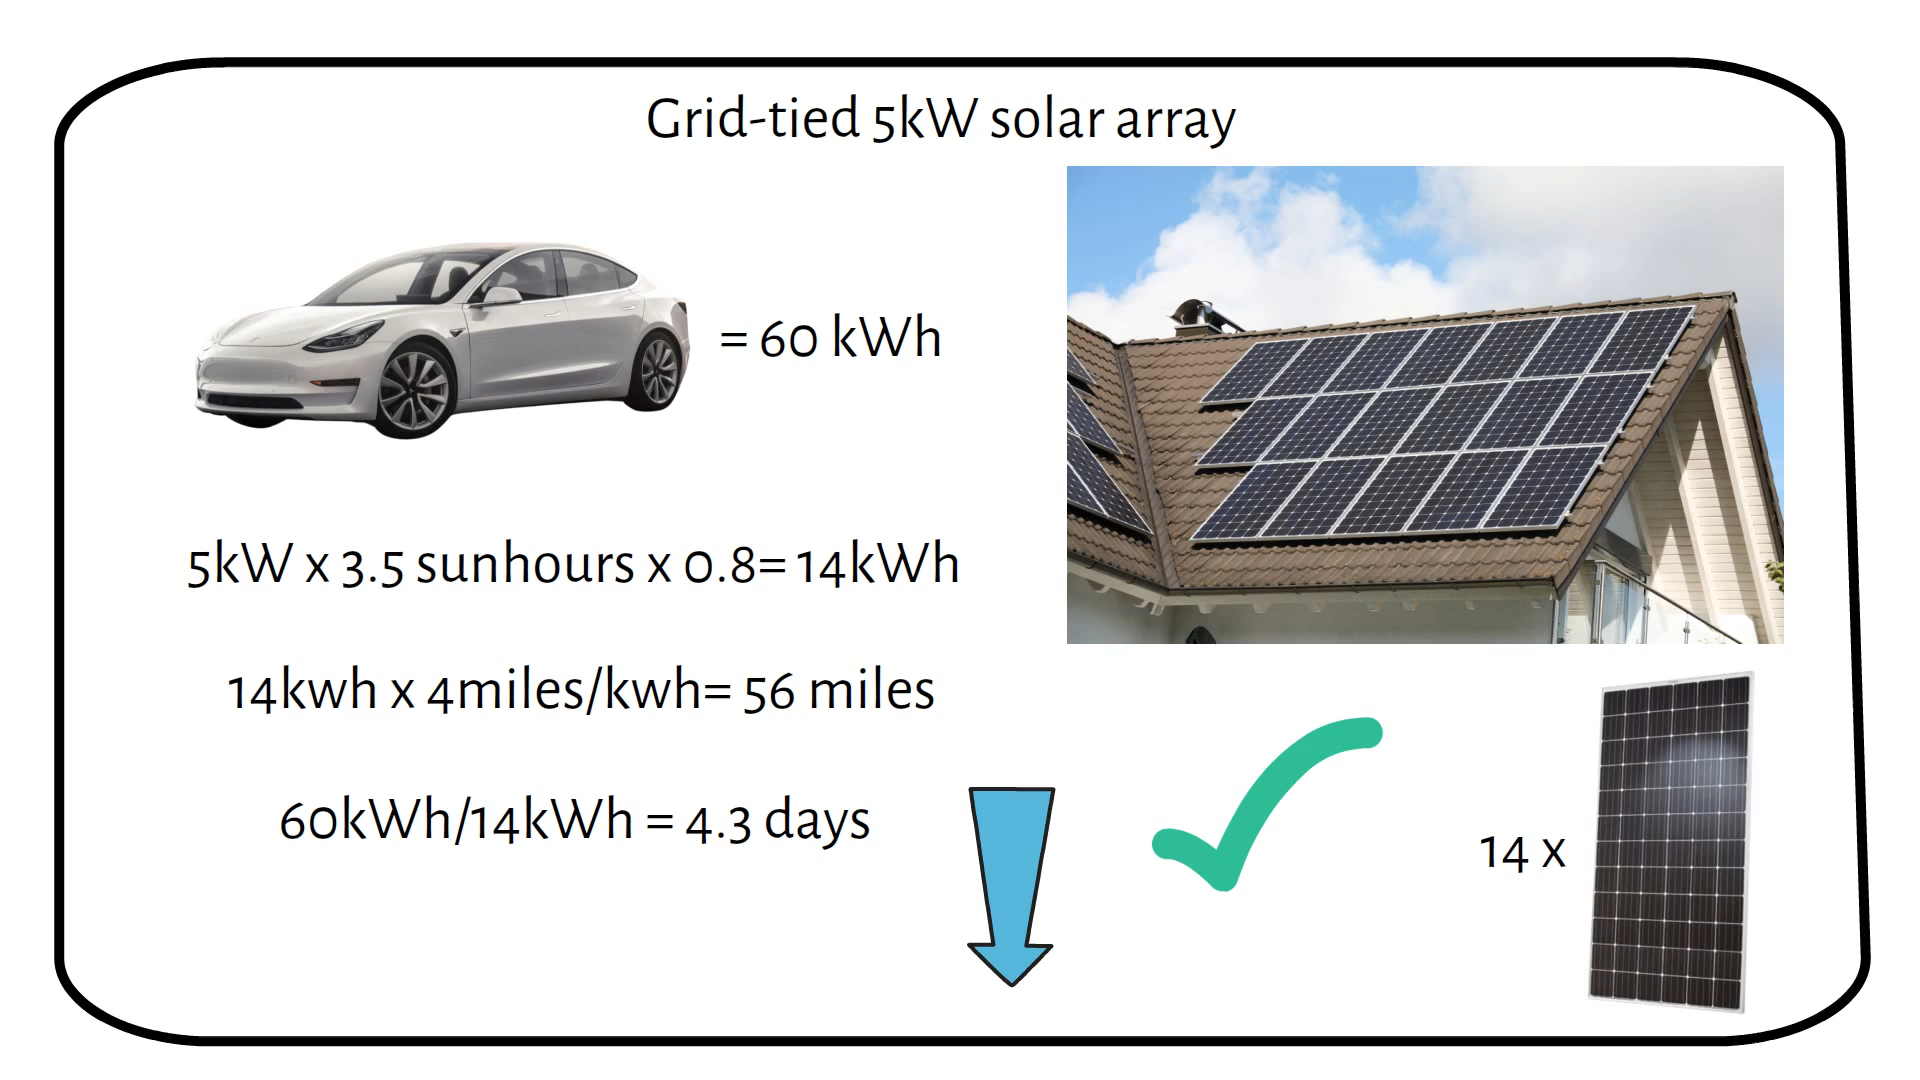 Grid-tied 5kW solar array
= 60 kWh
5kW x 3.5 sunhours x 0.8= 14kWh
14kwh x 4miles/kwh= 56 miles
60kWh/14kWh = 4.3 days
14 x